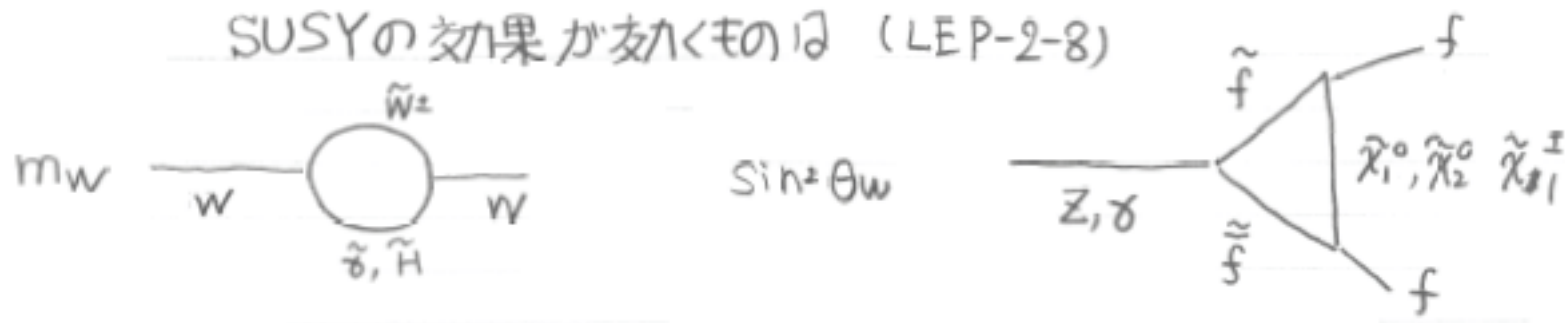 SUSYの効果が効くものは (LEP-2-8)
W̃±
f̃ f
mW W W sin²θw Z,γ χ̃₁⁰, χ̃₂⁰ χ̃₁±
γ̃, H̃ f̃
f